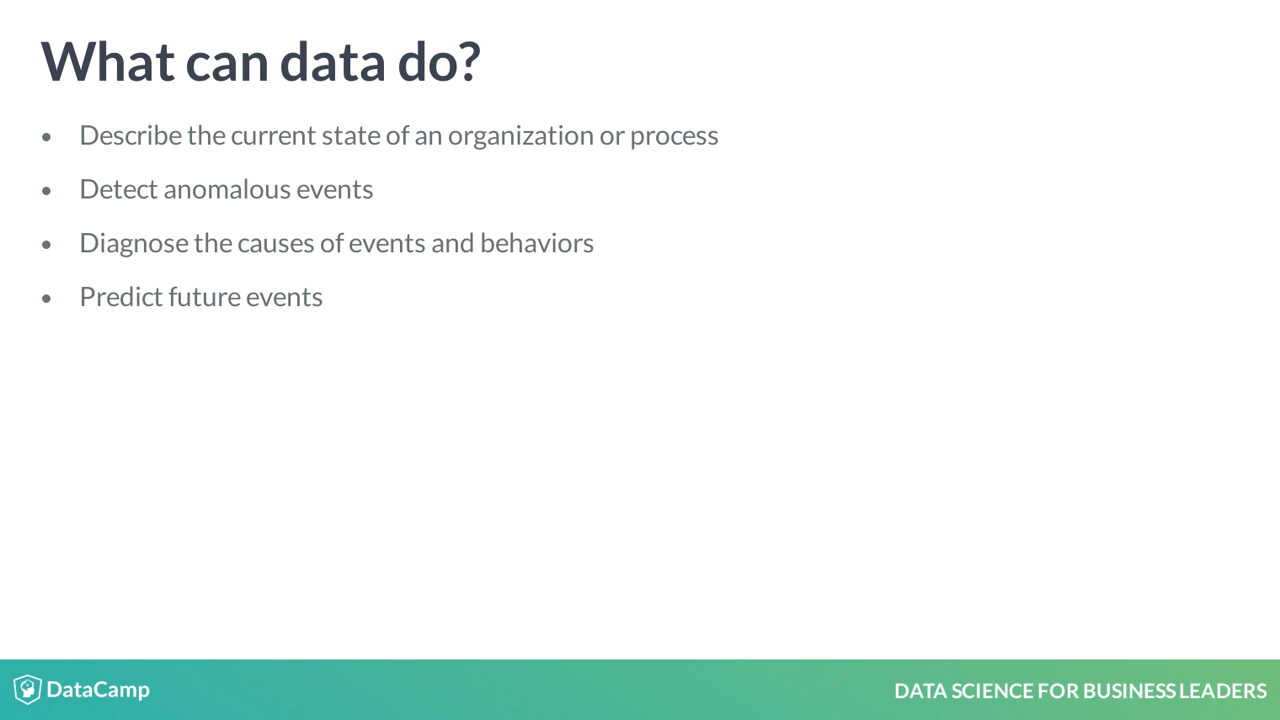 What can data do?
• Describe the current state of an organization or process
• Detect anomalous events
• Diagnose the causes of events and behaviors
• Predict future events
DataCamp
DATA SCIENCE FOR BUSINESS LEADERS